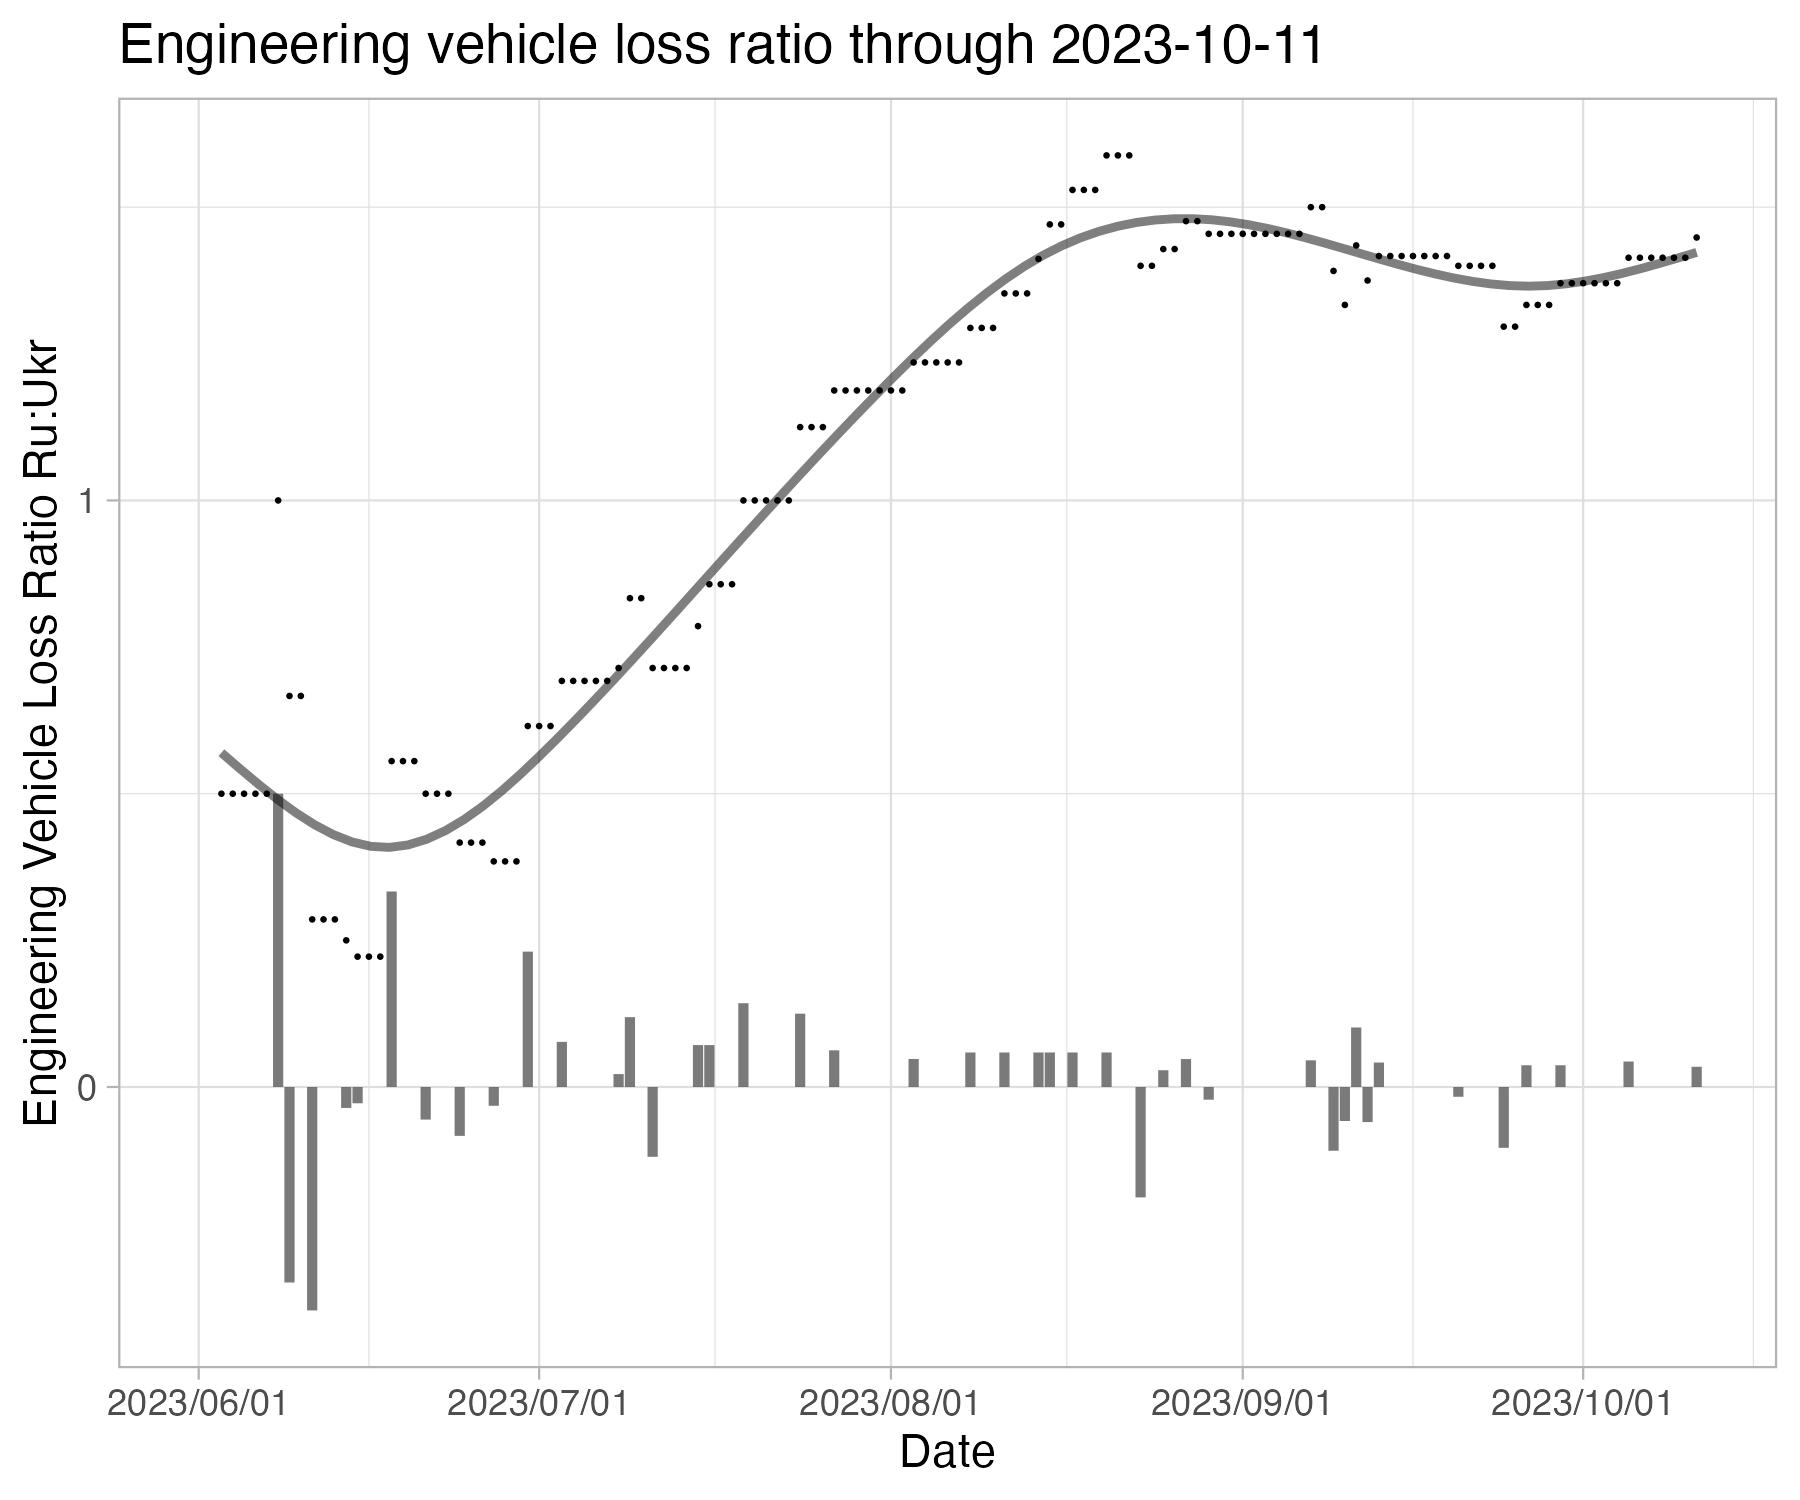 Engineering vehicle loss ratio through 2023-10-11
Engineering Vehicle Loss Ratio Ru:Ukr
1
0
2023/06/01
2023/07/01
2023/08/01
2023/09/01
2023/10/01
Date